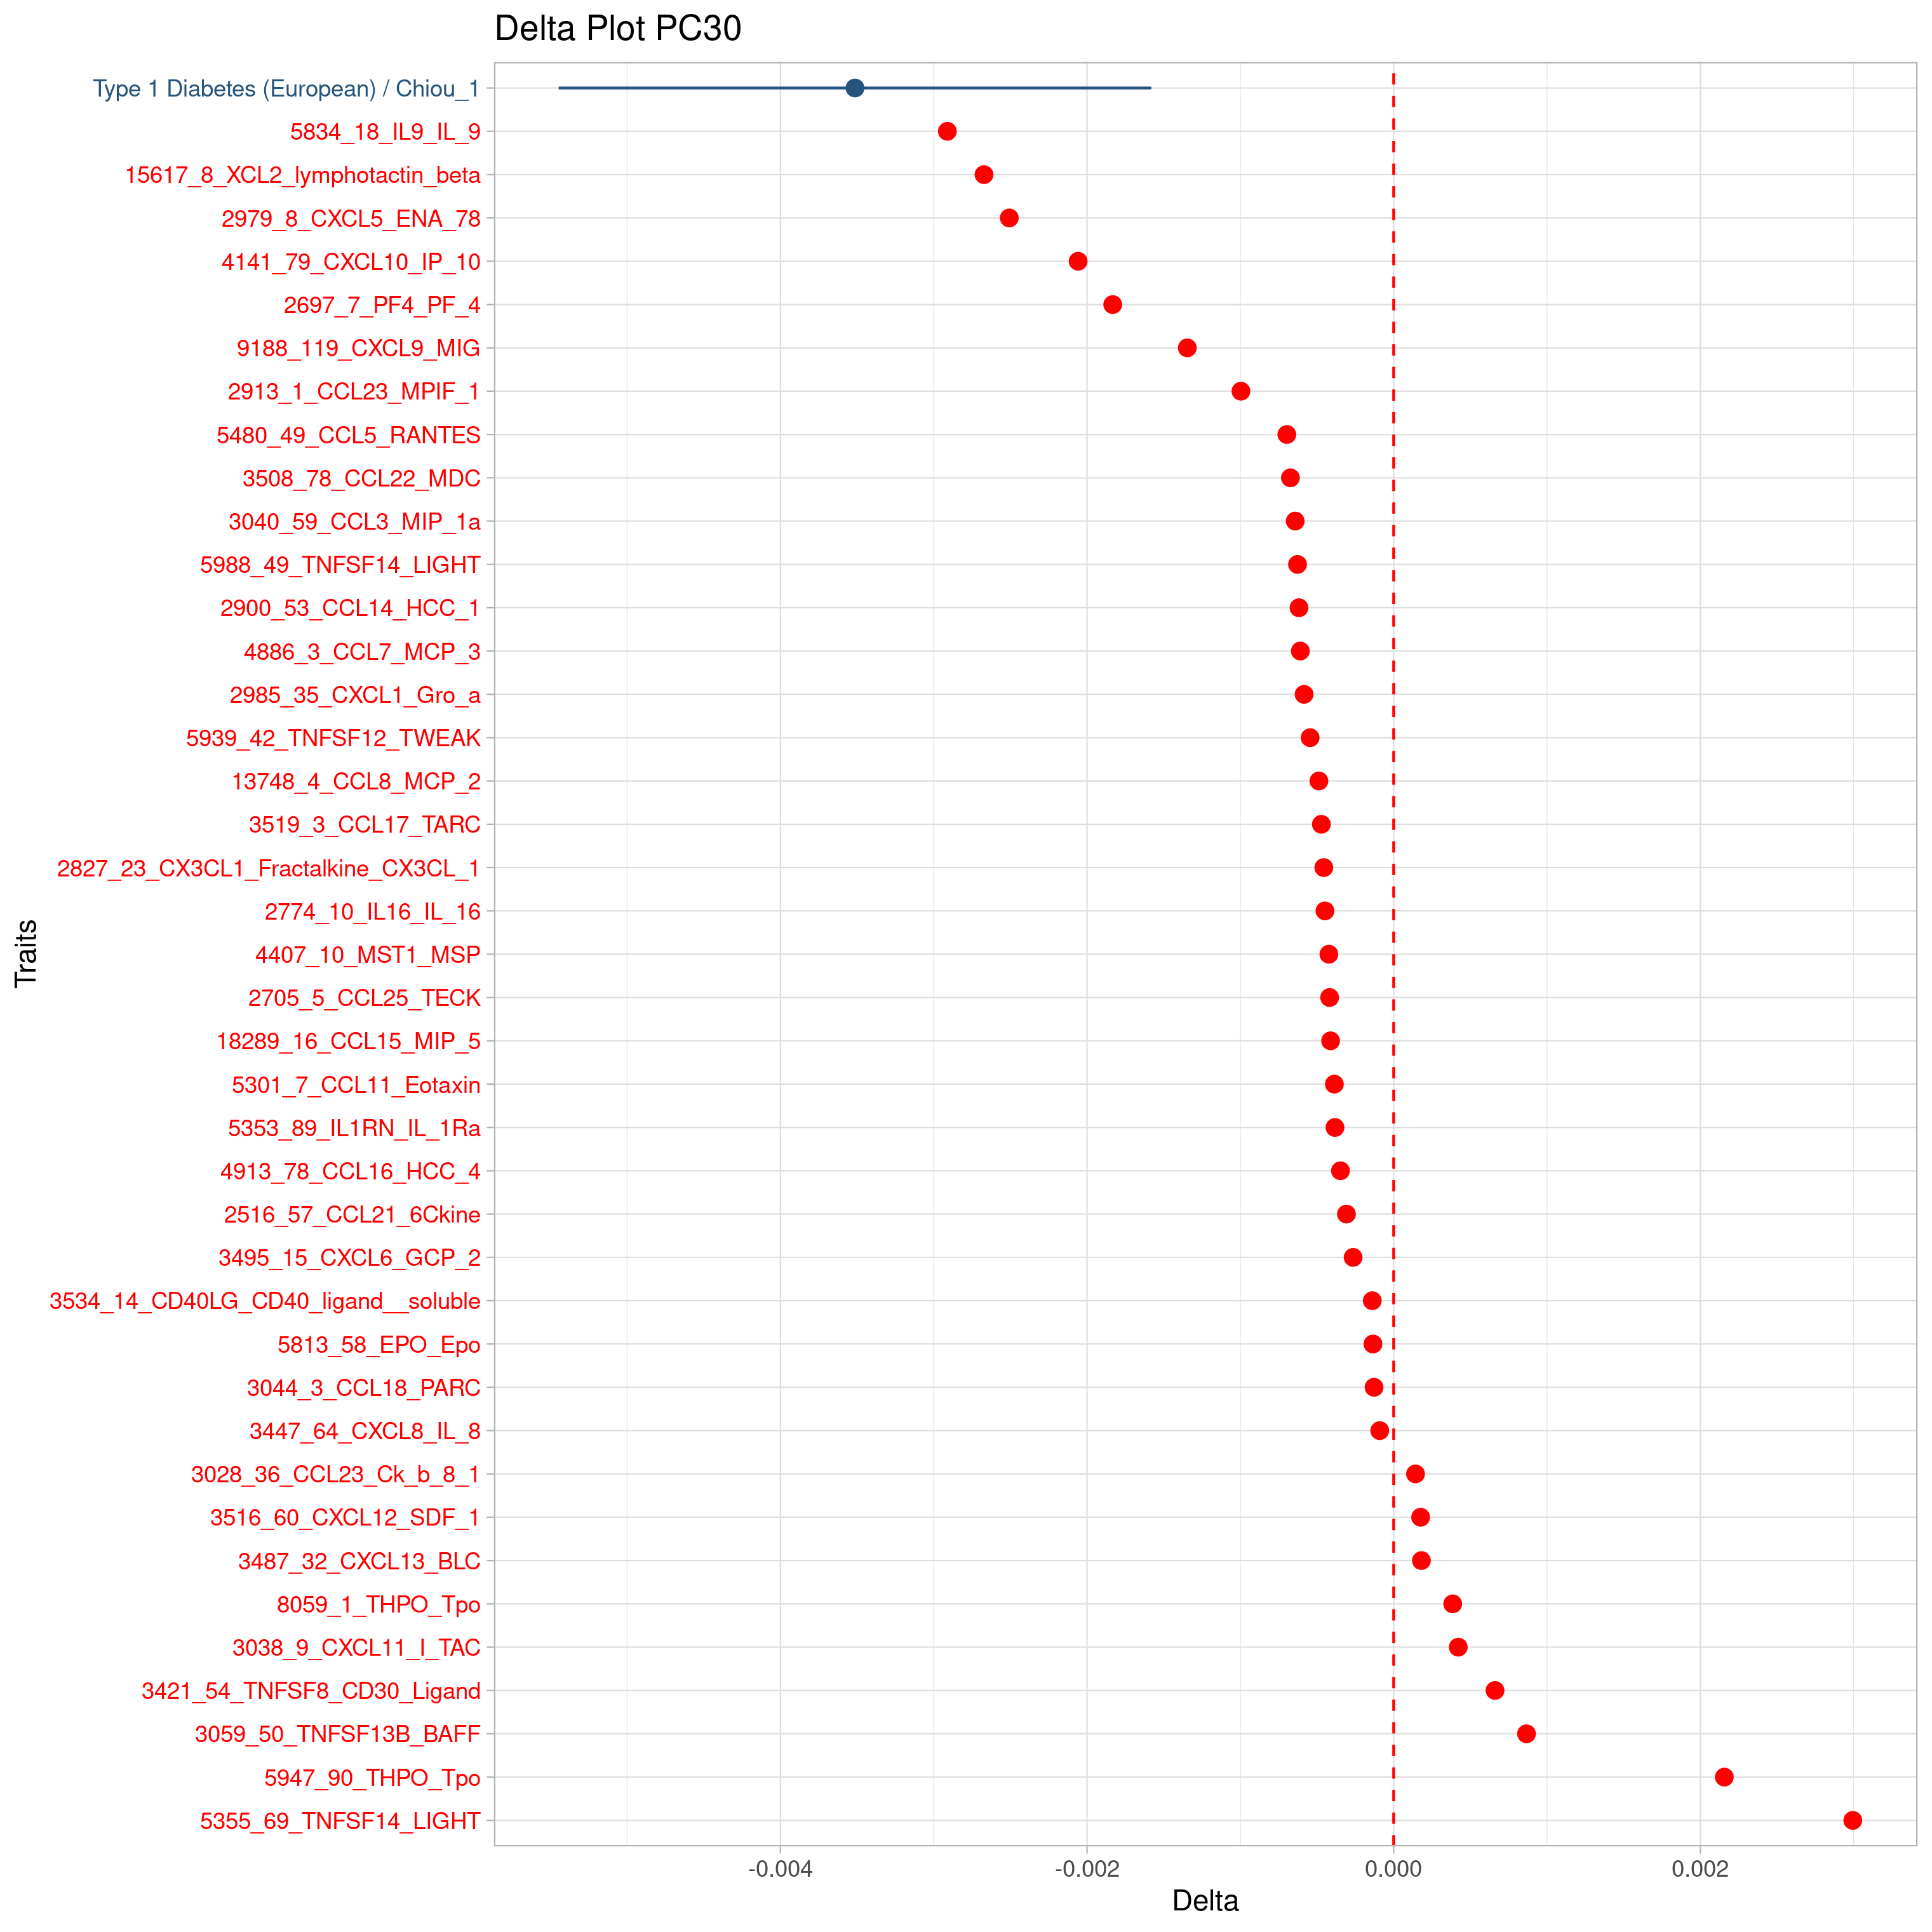 Delta Plot PC30
Type 1 Diabetes (European) / Chiou_1
5834_18_IL9_IL_9
15617_8_XCL2_lymphotactin_beta
2979_8_CXCL5_ENA_78
4141_79_CXCL10_IP_10
2697_7_PF4_PF_4
9188_119_CXCL9_MIG
2913_1_CCL23_MPIF_1
5480_49_CCL5_RANTES
3508_78_CCL22_MDC
3040_59_CCL3_MIP_1a
5988_49_TNFSF14_LIGHT
2900_53_CCL14_HCC_1
4886_3_CCL7_MCP_3
2985_35_CXCL1_Gro_a
5939_42_TNFSF12_TWEAK
13748_4_CCL8_MCP_2
3519_3_CCL17_TARC
2827_23_CX3CL1_Fractalkine_CX3CL_1
2774_10_IL16_IL_16
4407_10_MST1_MSP
2705_5_CCL25_TECK
18289_16_CCL15_MIP_5
5301_7_CCL11_Eotaxin
5353_89_IL1RN_IL_1Ra
4913_78_CCL16_HCC_4
2516_57_CCL21_6Ckine
3495_15_CXCL6_GCP_2
3534_14_CD40LG_CD40_ligand__soluble
5813_58_EPO_Epo
3044_3_CCL18_PARC
3447_64_CXCL8_IL_8
3028_36_CCL23_Ck_b_8_1
3516_60_CXCL12_SDF_1
3487_32_CXCL13_BLC
8059_1_THPO_Tpo
3038_9_CXCL11_I_TAC
3421_54_TNFSF8_CD30_Ligand
3059_50_TNFSF13B_BAFF
5947_90_THPO_Tpo
5355_69_TNFSF14_LIGHT
Traits
-0.004 -0.002 0.000 0.002
Delta